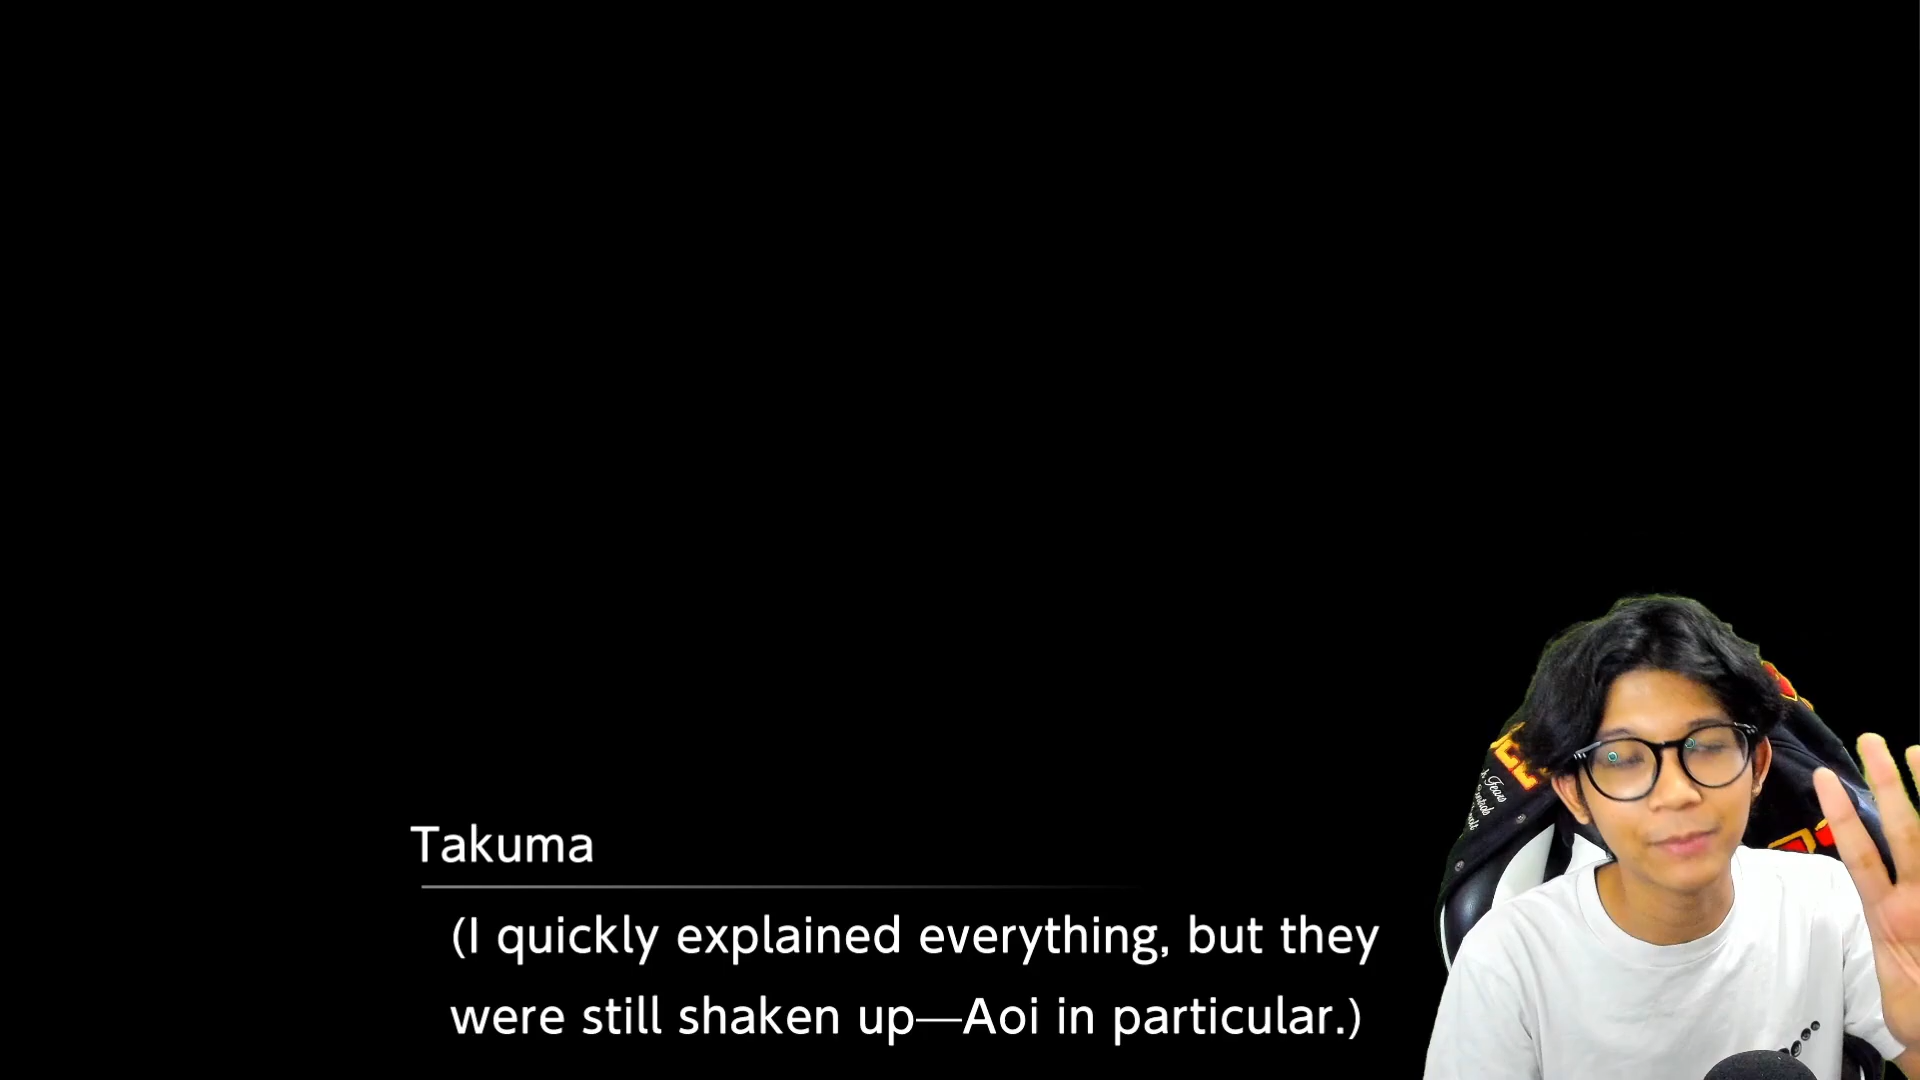 Takuma
(I quickly explained everything, but they
were still shaken up—Aoi in particular.)